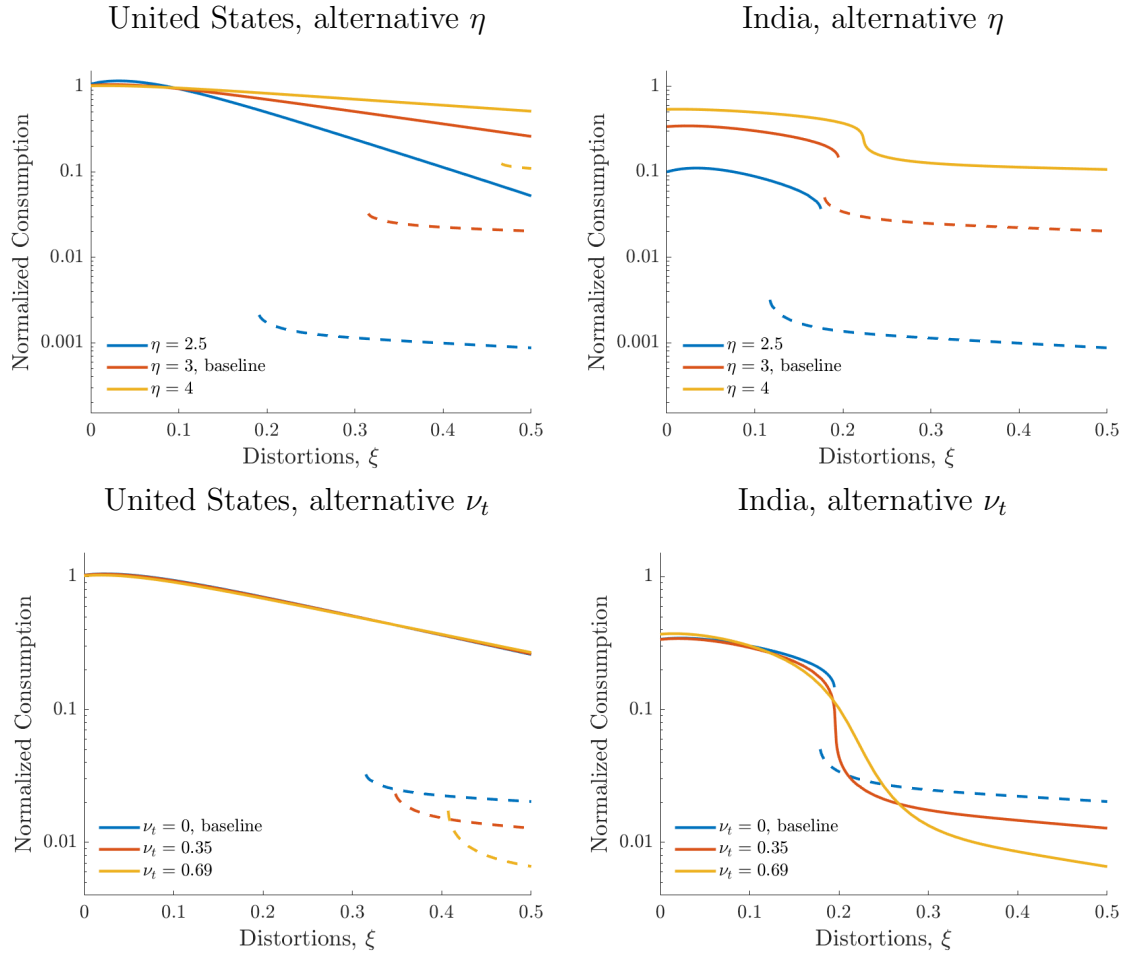 United States, alternative η
Normalized Consumption
1
0.1
0.01
0.001
η = 2.5
η = 3, baseline
η = 4
0
0.1
0.2
0.3
0.4
0.5
Distortions, ξ
India, alternative η
Normalized Consumption
1
0.1
0.01
0.001
η = 2.5
η = 3, baseline
η = 4
0
0.1
0.2
0.3
0.4
0.5
Distortions, ξ
United States, alternative ν_t
Normalized Consumption
1
0.1
0.01
ν_t = 0, baseline
ν_t = 0.35
ν_t = 0.69
0
0.1
0.2
0.3
0.4
0.5
Distortions, ξ
India, alternative ν_t
Normalized Consumption
1
0.1
0.01
ν_t = 0, baseline
ν_t = 0.35
ν_t = 0.69
0
0.1
0.2
0.3
0.4
0.5
Distortions, ξ